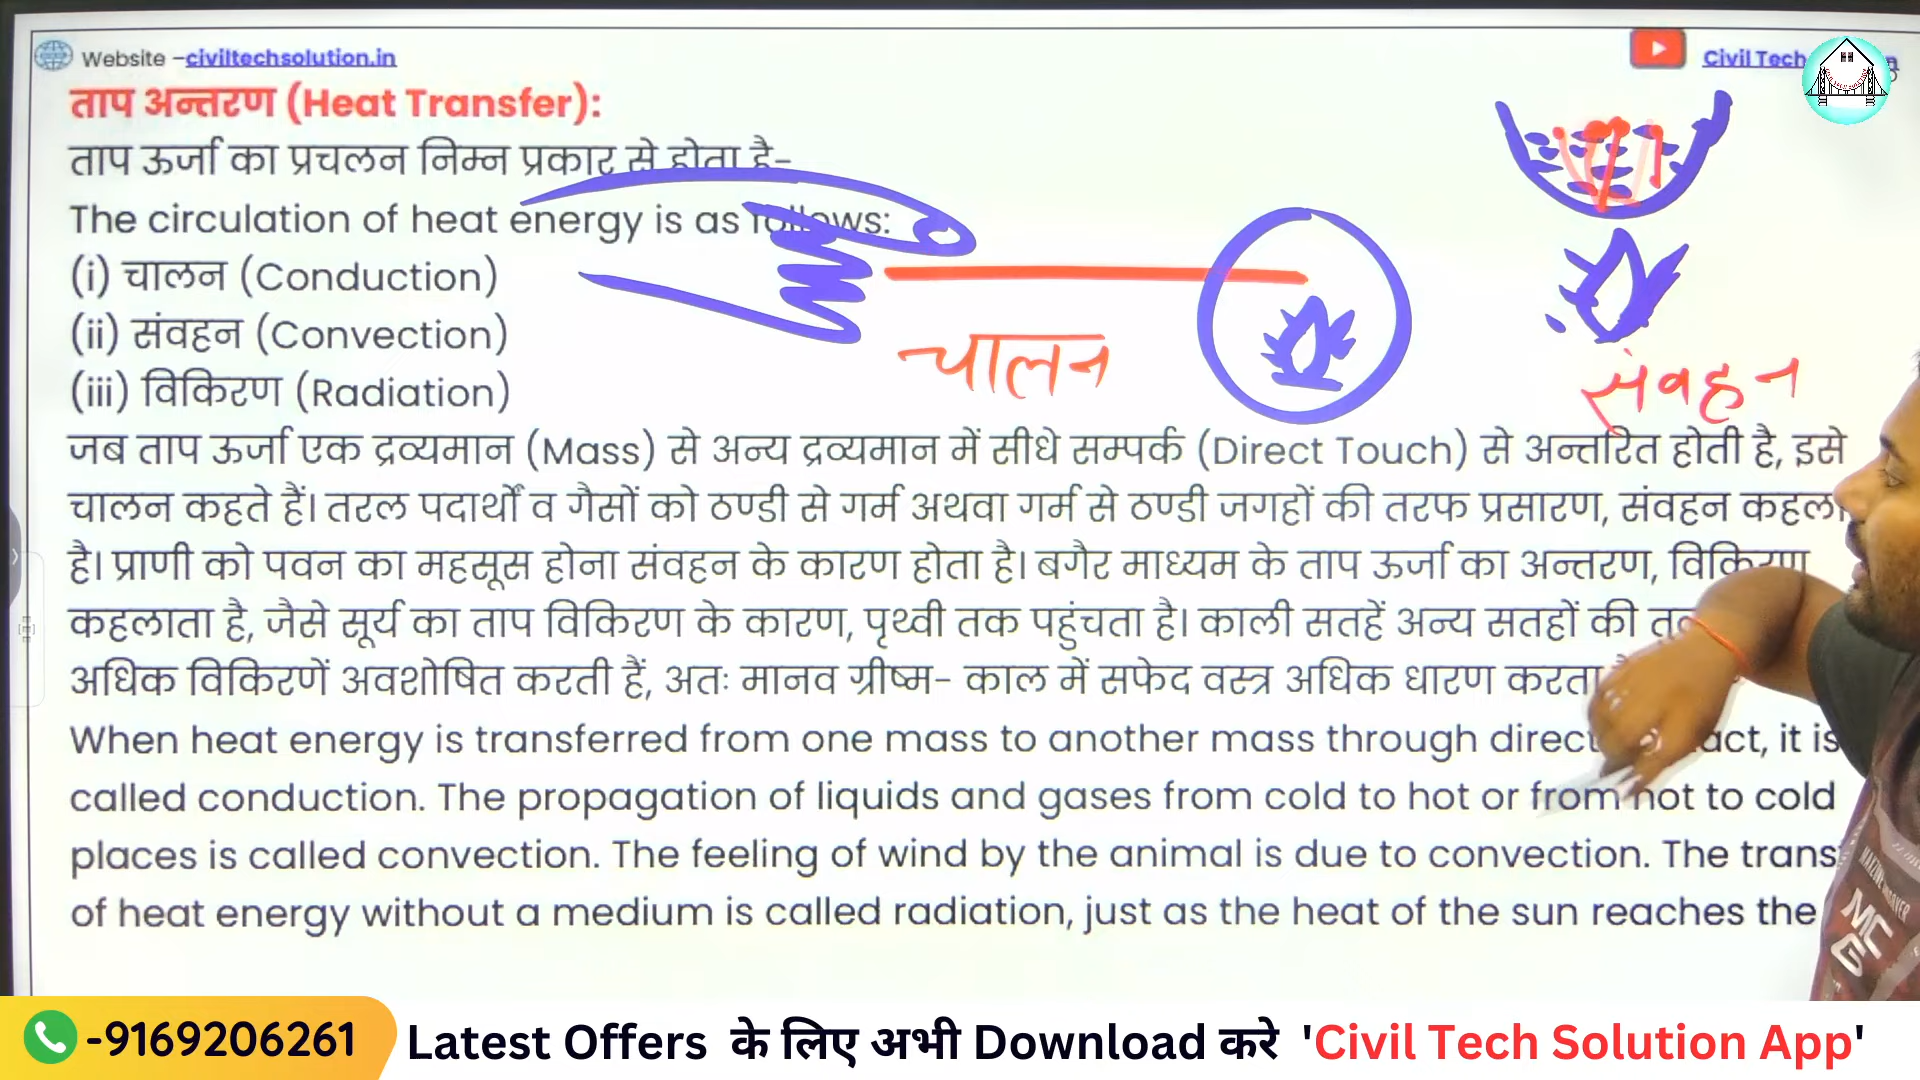 Website -civiltechsolution.in
Civil Tech
ताप अन्तरण (Heat Transfer):
ताप ऊर्जा का प्रचलन निम्न प्रकार से होता है-
The circulation of heat energy is as follows:
(i) चालन (Conduction)
(ii) संवहन (Convection)
(iii) विकिरण (Radiation)
चालन
संवहन
जब ताप ऊर्जा एक द्रव्यमान (Mass) से अन्य द्रव्यमान में सीधे सम्पर्क (Direct Touch) से अन्तरित होती है, इसे
चालन कहते हैं। तरल पदार्थों व गैसों को ठण्डी से गर्म अथवा गर्म से ठण्डी जगहों की तरफ प्रसारण, संवहन कहला
है। प्राणी को पवन का महसूस होना संवहन के कारण होता है। बगैर माध्यम के ताप ऊर्जा का अन्तरण, विकिरण
कहलाता है, जैसे सूर्य का ताप विकिरण के कारण, पृथ्वी तक पहुंचता है। काली सतहें अन्य सतहों की
अधिक विकिरणें अवशोषित करती हैं, अतः मानव ग्रीष्म- काल में सफेद वस्त्र अधिक धारण करता
When heat energy is transferred from one mass to another mass through direct act, it is
called conduction. The propagation of liquids and gases from cold to hot or from hot to cold
places is called convection. The feeling of wind by the animal is due to convection. The trans
of heat energy without a medium is called radiation, just as the heat of the sun reaches the
MC
G
-9169206261
Latest Offers के लिए अभी Download करे 'Civil Tech Solution App'